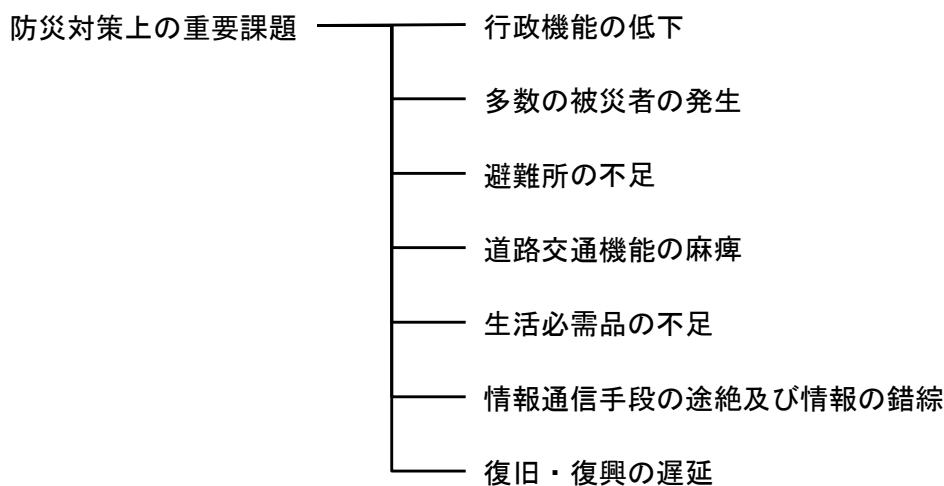 防災対策上の重要課題
行政機能の低下
多数の被災者の発生
避難所の不足
道路交通機能の麻痺
生活必需品の不足
情報通信手段の途絶及び情報の錯綜
復旧・復興の遅延